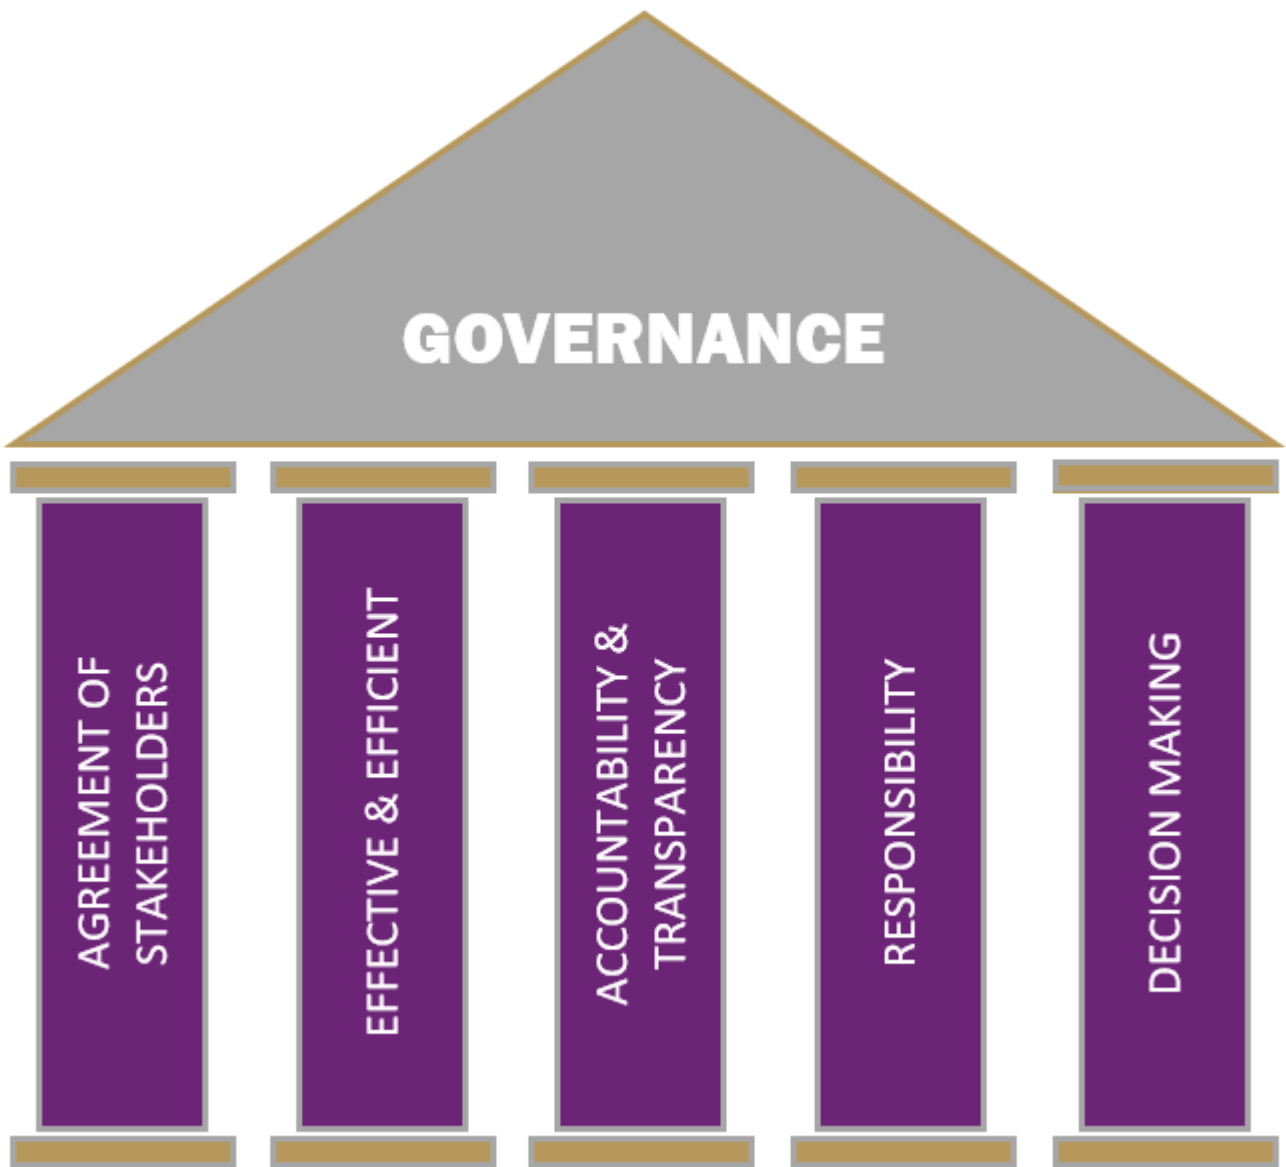 GOVERNANCE
AGREEMENT OF
STAKEHOLDERS
EFFECTIVE & EFFICIENT
ACCOUNTABILITY &
TRANSPARENCY
RESPONSIBILITY
DECISION MAKING